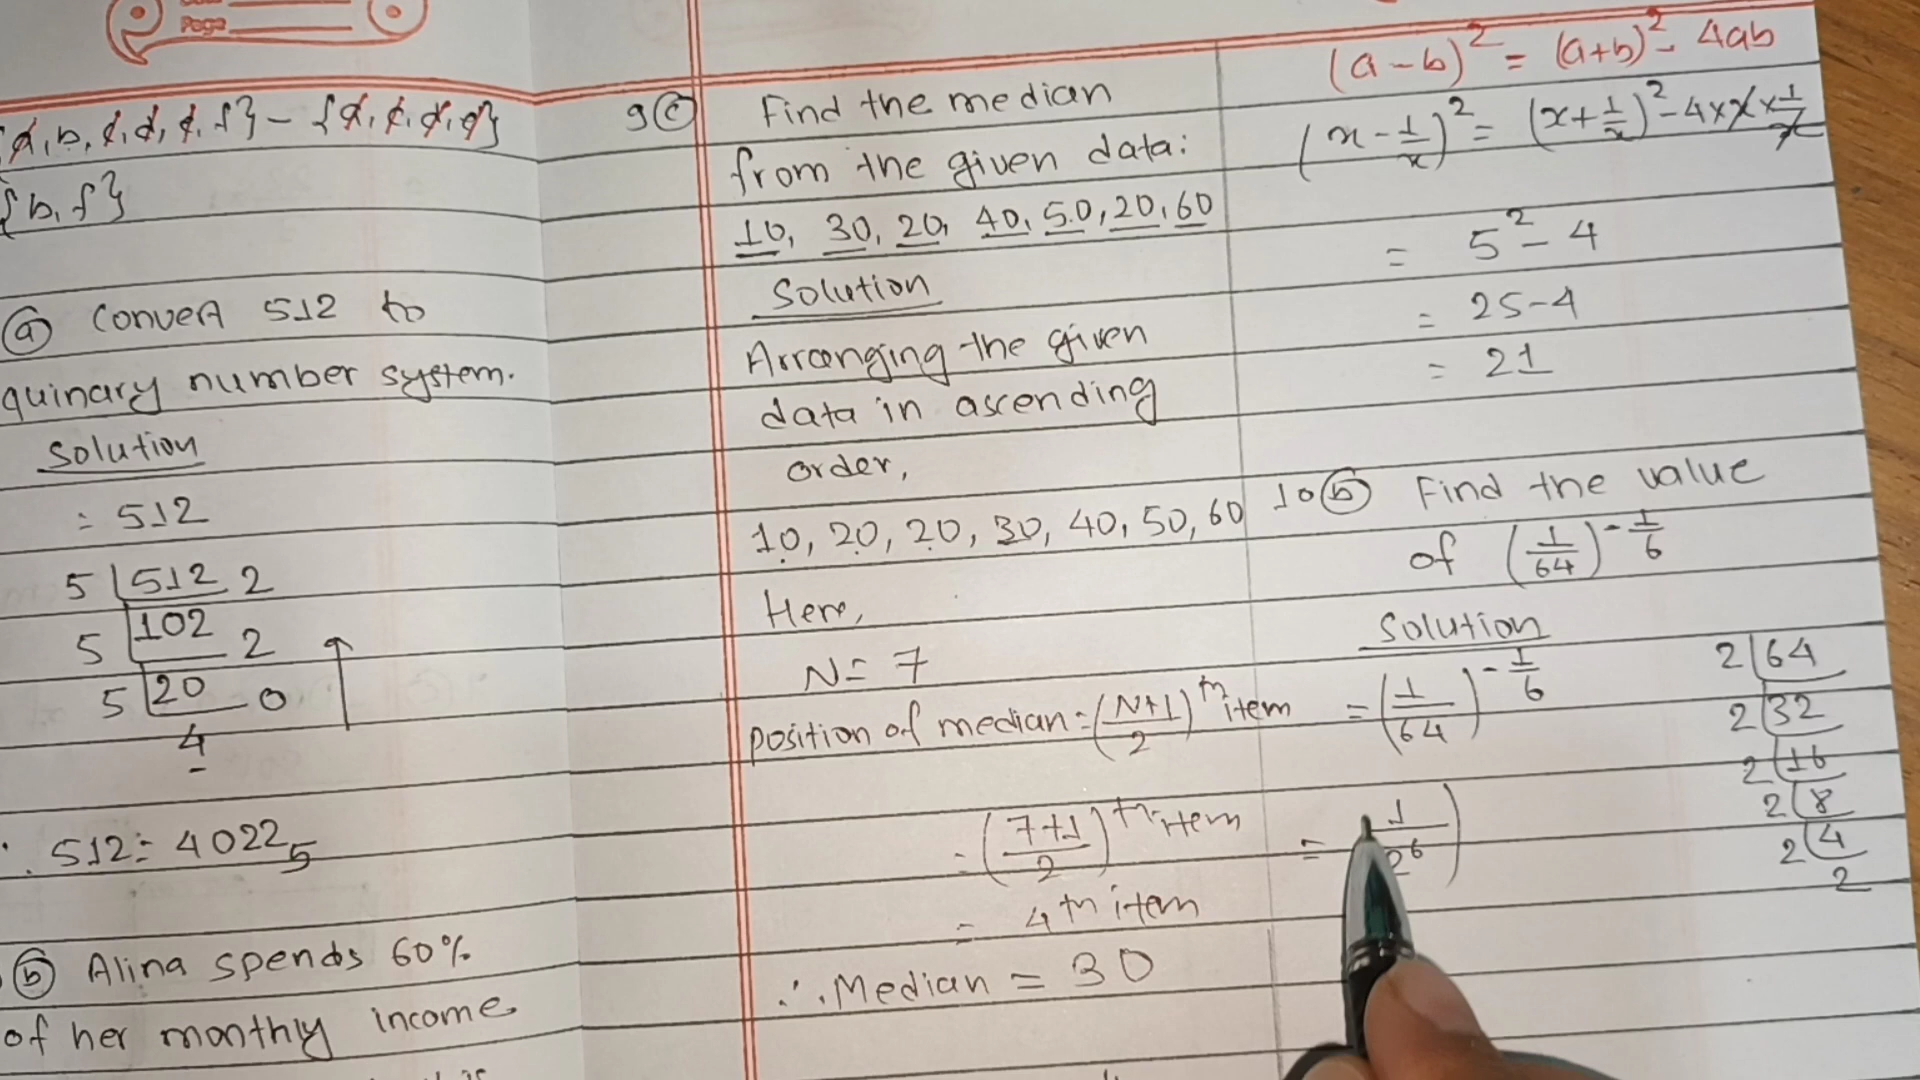 Page
{a, b, c, d, e, f} - {a, c, d, e}
{b, f}
(a) Convert 512 to
quinary number system.
Solution
= 512
5 | 512 2
5 | 102 2
5 | 20 0
4
∴ 512 = 4022₅
(b) Alina spends 60%
of her monthly income
9(c) Find the median
from the given data:
10, 30, 20, 40, 50, 20, 60
Solution
Arranging the given
data in ascending
order,
10, 20, 20, 30, 40, 50, 60
Here,
N = 7
position of median = (N+1/2)ᵗʰ item
= (7+1/2)ᵗʰ item
= 4ᵗʰ item
∴ Median = 30
(a-b)² = (a+b)² - 4ab
(x - 1/x)² = (x + 1/x)² - 4 × x × 1/x
= 5² - 4
= 25 - 4
= 21
10(b) Find the value
of (1/64)^-1/6
Solution
= (1/64)^-1/6
= 1/2⁶)
2 | 64
2 | 32
2 | 16
2 | 8
2 | 4
2